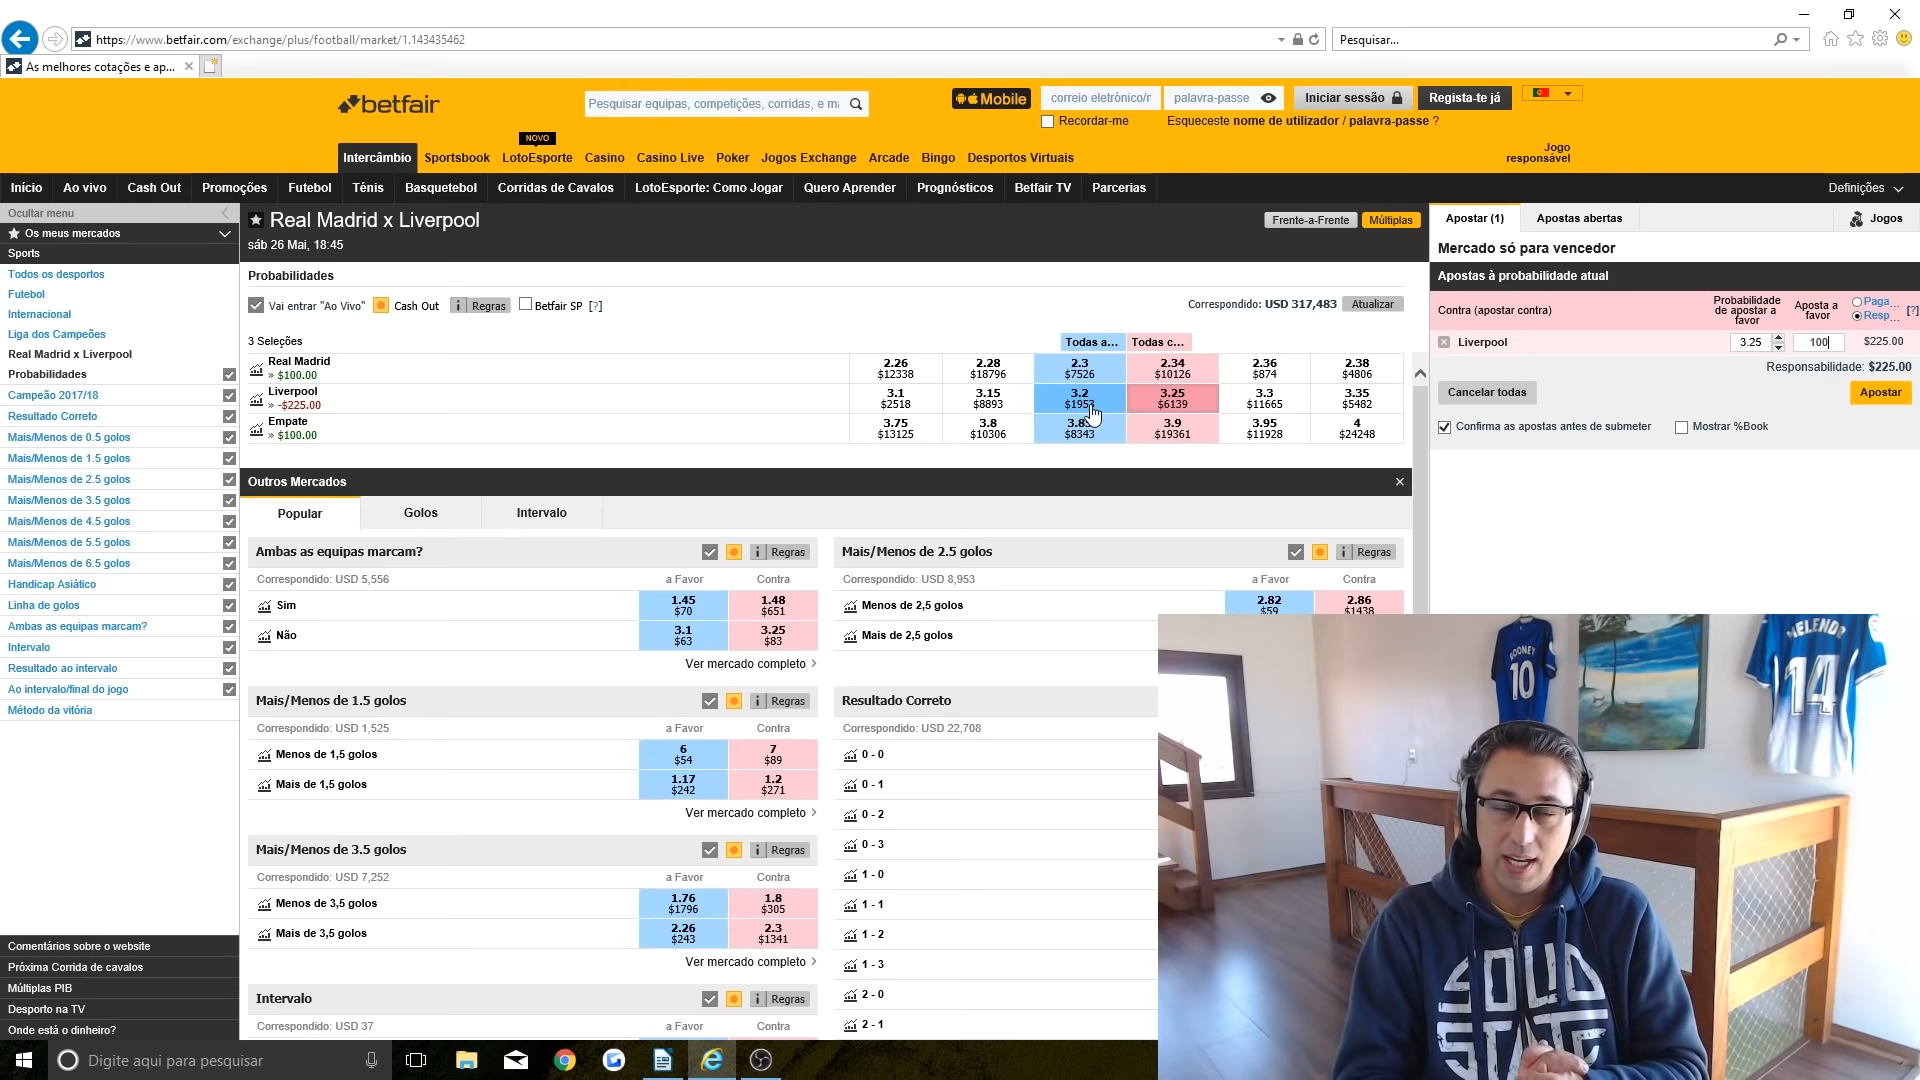 https://www.betfair.com/exchange/plus/football/market/1.143435462
Pesquisar...
As melhores cotações e ap...
betfair
Pesquisar equipas, competições, corridas, e m
Mobile
correio eletrónico/r
palavra-passe
Iniciar sessão
Regista-te já
Recordar-me
Esqueceste nome de utilizador / palavra-passe ?
NOVO
Intercâmbio Sportsbook LotoEsporte Casino Casino Live Poker Jogos Exchange Arcade Bingo Desportos Virtuais
Jogo
responsável
Início Ao vivo Cash Out Promoções Futebol Ténis Basquetebol Corridas de Cavalos LotoEsporte: Como Jogar Quero Aprender Prognósticos Betfair TV Parcerias Definições
Ocultar menu
Os meus mercados
Sports
Todos os desportos
Futebol
Internacional
Liga dos Campeões
Real Madrid x Liverpool
Probabilidades
Campeão 2017/18
Resultado Correto
Mais/Menos de 0.5 golos
Mais/Menos de 1.5 golos
Mais/Menos de 2.5 golos
Mais/Menos de 3.5 golos
Mais/Menos de 4.5 golos
Mais/Menos de 5.5 golos
Mais/Menos de 6.5 golos
Handicap Asiático
Linha de golos
Ambas as equipas marcam?
Intervalo
Resultado ao intervalo
Ao intervalo/final do jogo
Método da vitória
Comentários sobre o website
Próxima Corrida de cavalos
Múltiplas PIB
Desporto na TV
Onde está o dinheiro?
Real Madrid x Liverpool
Frente-a-Frente
Múltiplas
sáb 26 Mai, 18:45
Probabilidades
Vai entrar "Ao Vivo" Cash Out i Regras Betfair SP [?]
Correspondido: USD 317,483 Atualizar
3 Seleções Todas a... Todas c...
Real Madrid 2.26 2.28 2.3 2.34 2.36 2.38
» $100.00 $12338 $18796 $7526 $10126 $874 $4806
Liverpool 3.1 3.15 3.2 3.25 3.3 3.35
» -$225.00 $2518 $8893 $1953 $6139 $11665 $5482
Empate 3.75 3.8 3.9 3.95 4
» $100.00 $13125 $10306 $8343 $19361 $11928 $24248
Outros Mercados
Popular Golos Intervalo
Ambas as equipas marcam? i Regras
Correspondido: USD 5,556 a Favor Contra
Sim 1.45 1.48
$70 $651
Não 3.1 3.25
$63 $83
Ver mercado completo
Mais/Menos de 1.5 golos i Regras
Correspondido: USD 1,525 a Favor Contra
Menos de 1,5 golos 6 7
$54 $89
Mais de 1,5 golos 1.17 1.2
$242 $271
Ver mercado completo
Mais/Menos de 3.5 golos i Regras
Correspondido: USD 7,252 a Favor Contra
Menos de 3,5 golos 1.76 1.8
$1796 $305
Mais de 3,5 golos 2.26 2.3
$243 $1341
Ver mercado completo
Intervalo i Regras
Correspondido: USD 37 a Favor Contra
Mais/Menos de 2.5 golos i Regras
Correspondido: USD 8,953 a Favor Contra
Menos de 2,5 golos 2.82 2.86
$59 $1438
Mais de 2,5 golos
Resultado Correto
Correspondido: USD 22,708
0 - 0
0 - 1
0 - 2
0 - 3
1 - 0
1 - 1
1 - 2
1 - 3
2 - 0
2 - 1
Apostar (1) Apostas abertas Jogos
Mercado só para vencedor
Apostas à probabilidade atual
Contra (apostar contra)
Probabilidade
de apostar a
favor
Aposta a
favor
Paga...
Resp...
[?]
Liverpool 3.25 100 $225.00
Responsabilidade: $225.00
Cancelar todas
Apostar
Confirma as apostas antes de submeter Mostrar %Book
ROONEY
10
14
Digite aqui para pesquisar